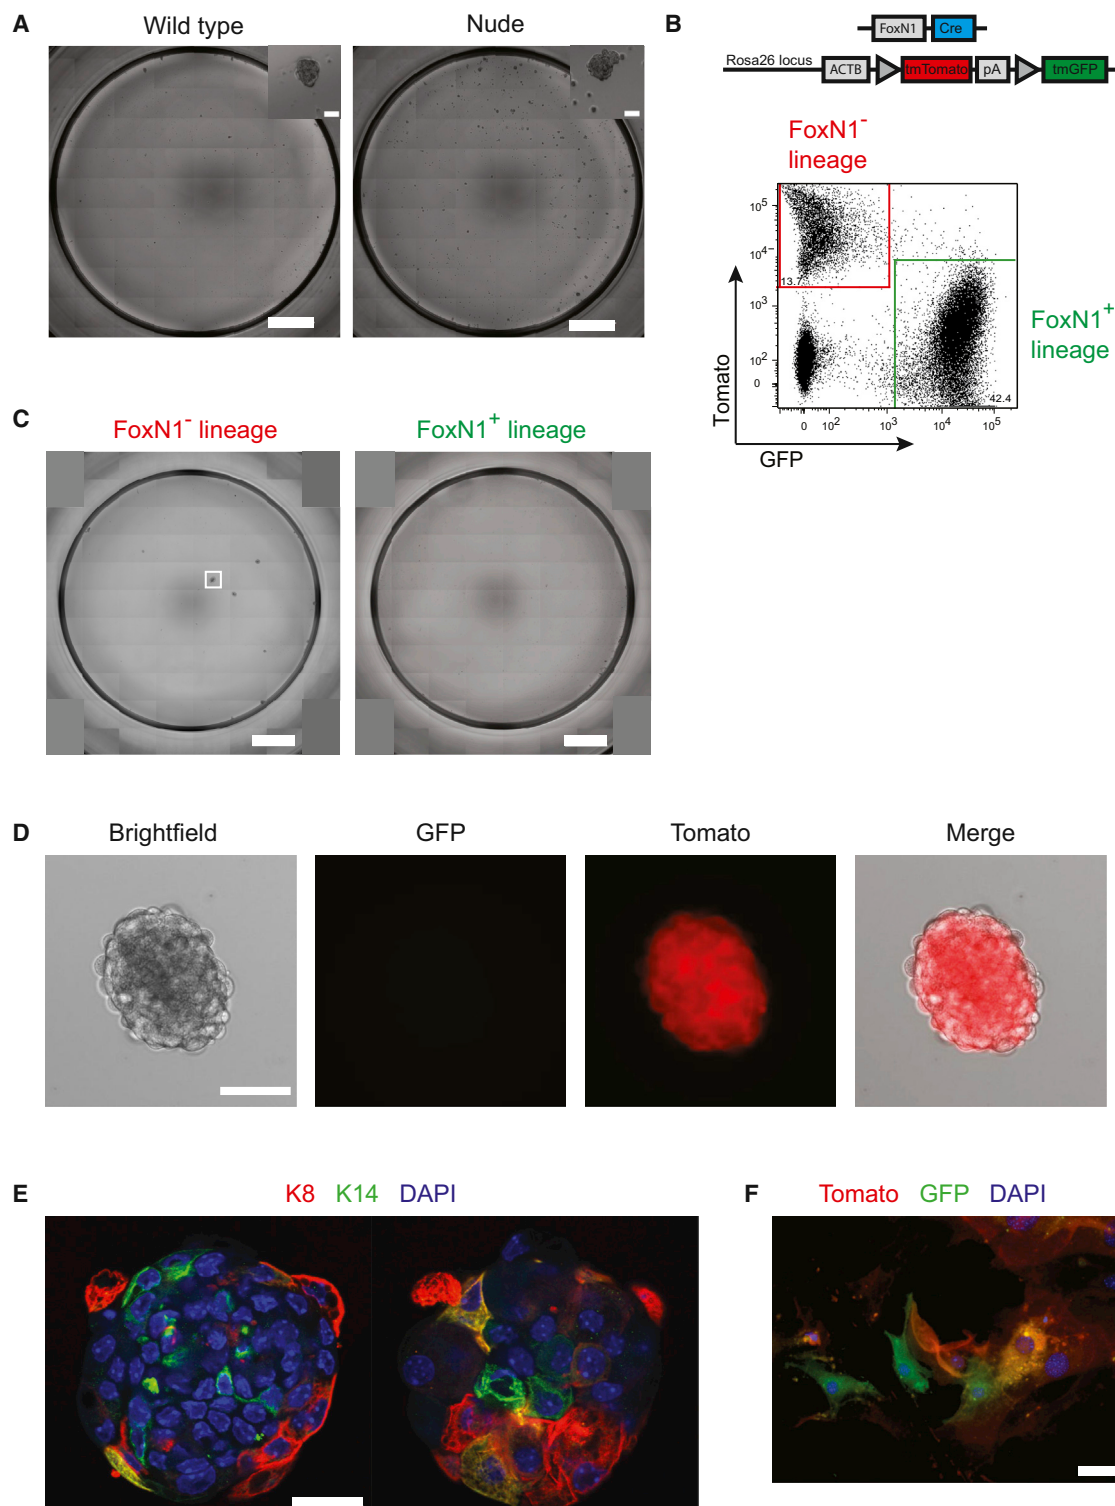 A
Wild type
Nude
B
FoxN1 Cre
Rosa26 locus
ACTB tmTomato pA tmGFP
FoxN1-
lineage
10^5
10^4
10^3
10^2
0
13.7
42.4
0 10^2 10^3 10^4 10^5
Tomato
GFP
FoxN1+
lineage
C
FoxN1- lineage
FoxN1+ lineage
D
Brightfield
GFP
Tomato
Merge
E
K8 K14 DAPI
F
Tomato GFP DAPI